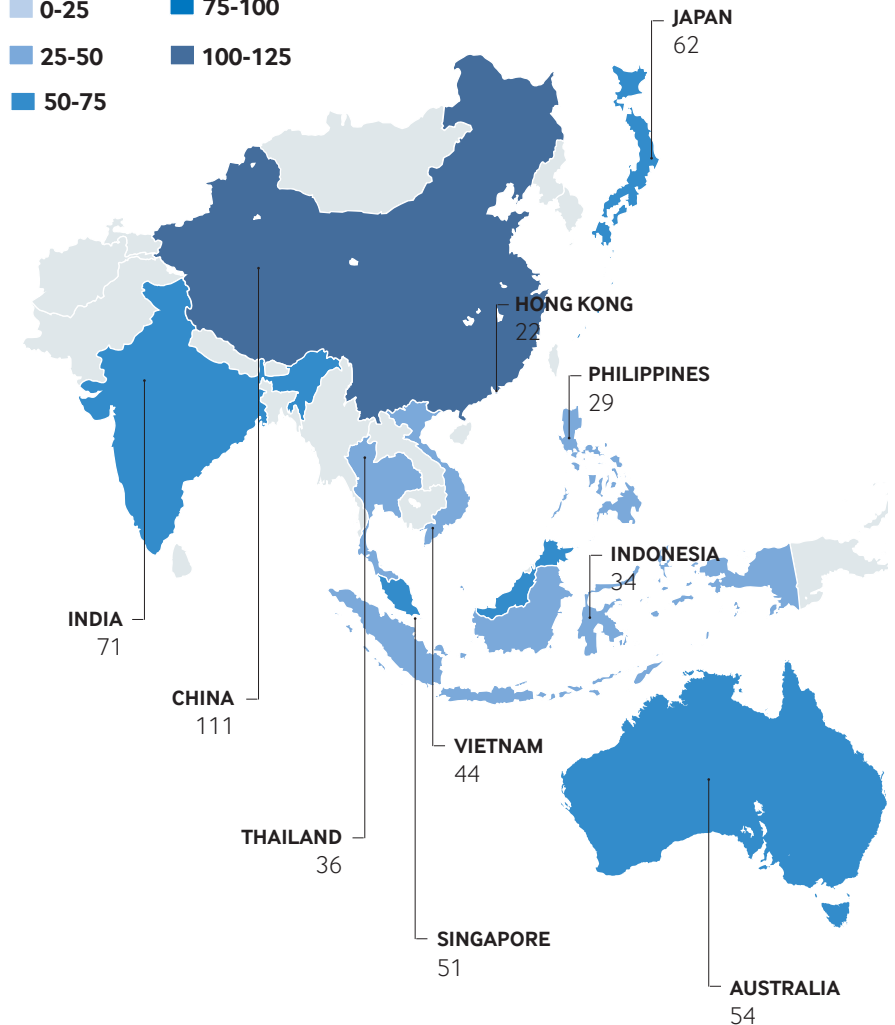 0-25
75-100
25-50
100-125
50-75
JAPAN
62
HONG KONG
22
PHILIPPINES
29
INDONESIA
34
INDIA
71
CHINA
111
VIETNAM
44
THAILAND
36
SINGAPORE
51
AUSTRALIA
54